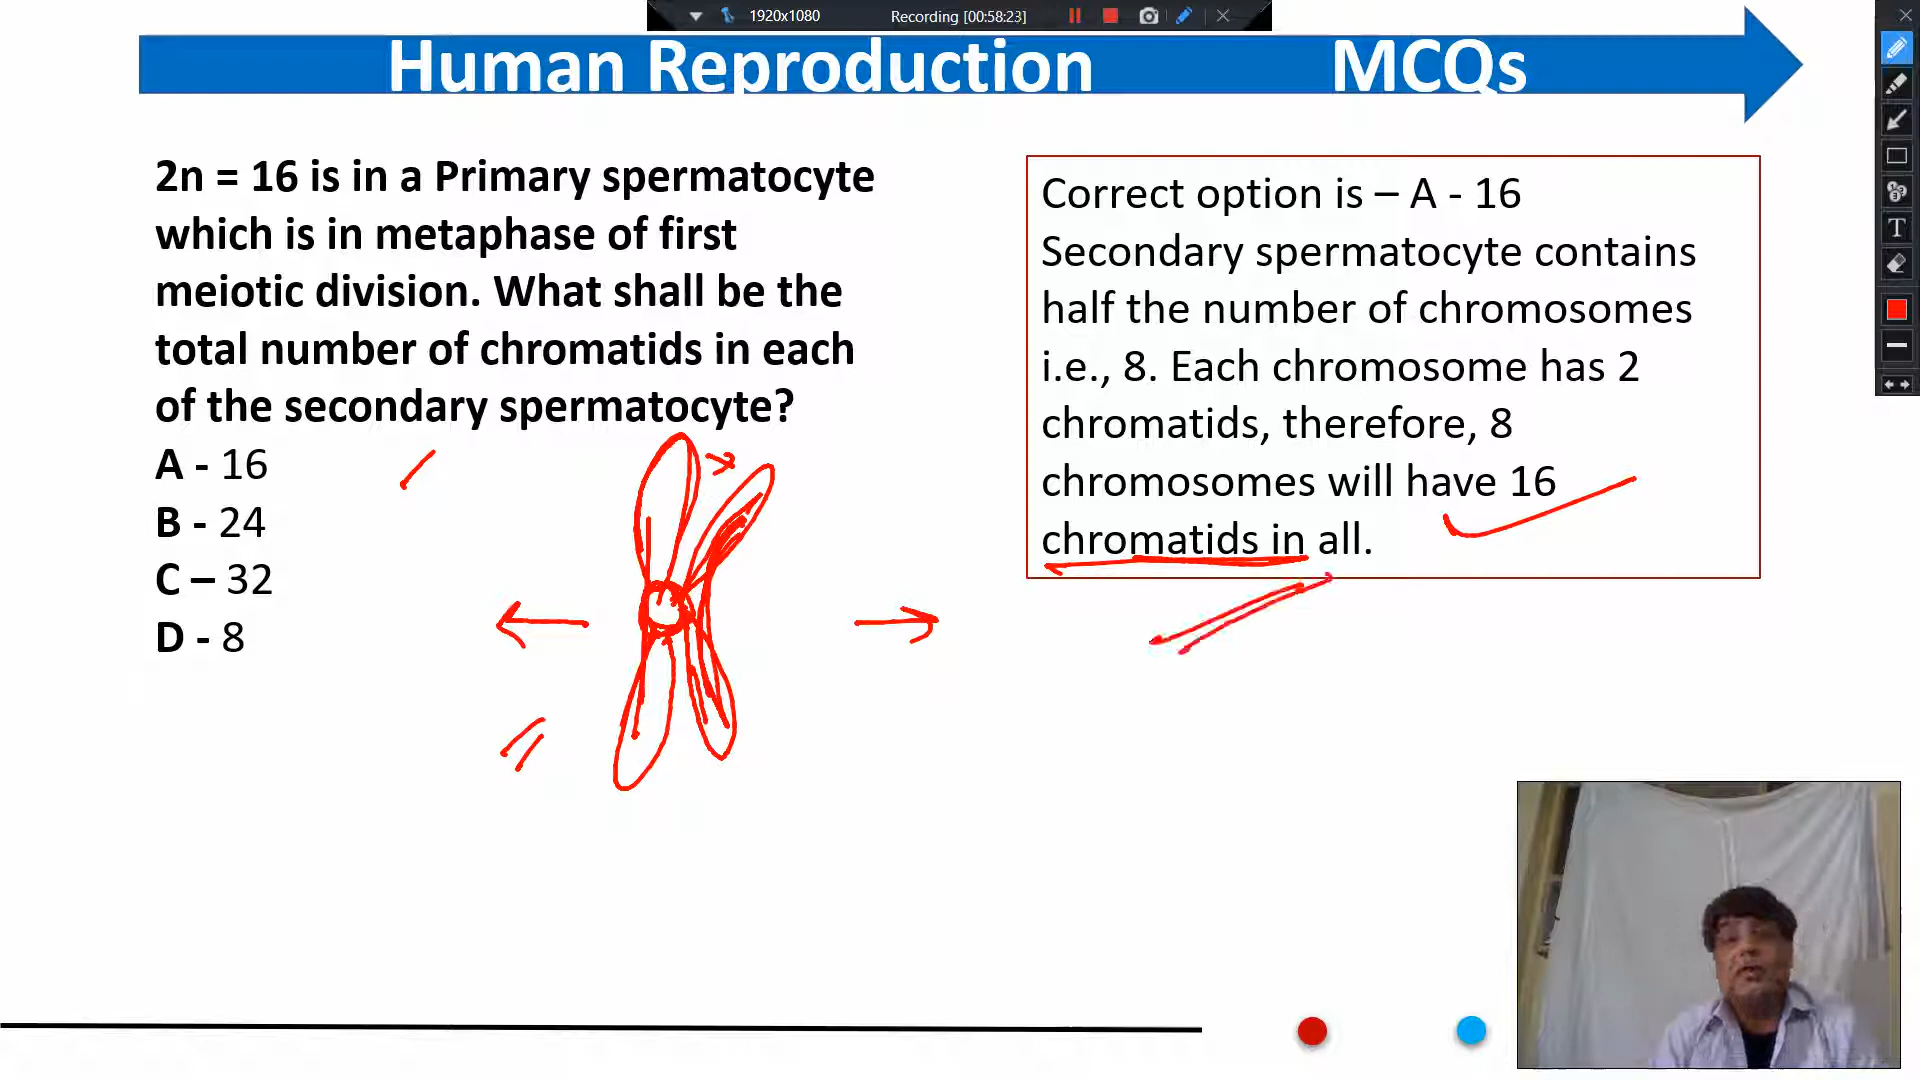 1920x1080 Recording [00:58:23]
Human Reproduction MCQs
2n = 16 is in a Primary spermatocyte
which is in metaphase of first
meiotic division. What shall be the
total number of chromatids in each
of the secondary spermatocyte?
A - 16
B - 24
C – 32
D - 8
Correct option is – A - 16
Secondary spermatocyte contains
half the number of chromosomes
i.e., 8. Each chromosome has 2
chromatids, therefore, 8
chromosomes will have 16
chromatids in all.